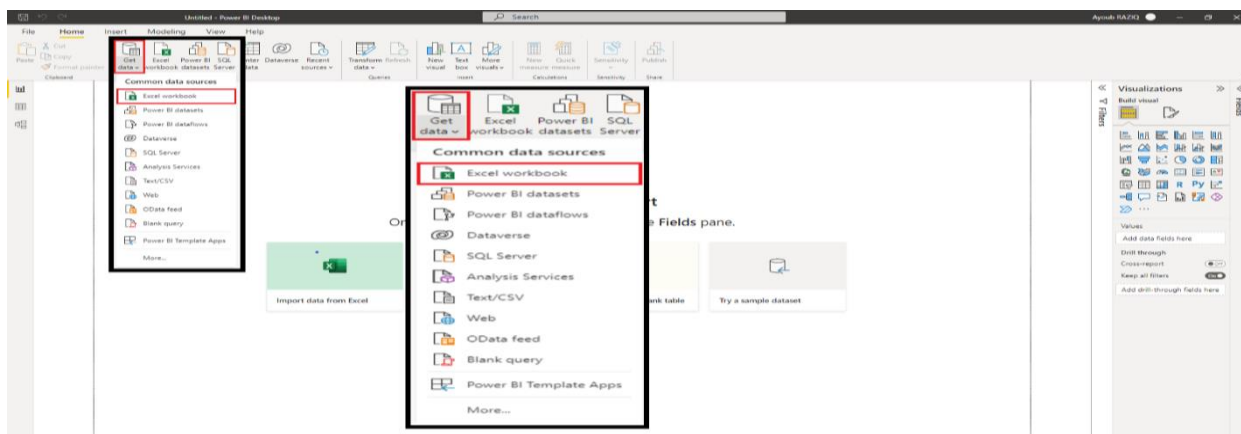 Untitled - Power BI Desktop
Search
Ayoub RAZIQ
File Home Insert Modeling View Help
Paste
Cut
Copy
Format painter
Clipboard
Get data
Excel workbook
Power BI datasets
SQL Server
Enter data
Dataverse
Recent sources
Transform data
Refresh
Queries
New visual
Text box
More visuals
Insert
New measure
Quick measure
Calculations
Sensitivity
Sensitivity
Publish
Share
Common data sources
Excel workbook
Power BI datasets
Power BI dataflows
Dataverse
SQL Server
Analysis Services
Text/CSV
Web
OData feed
Blank query
Power BI Template Apps
More...
Get data
Excel workbook
Power BI datasets
SQL Server
Common data sources
Excel workbook
Power BI datasets
Power BI dataflows
Dataverse
SQL Server
Analysis Services
Text/CSV
Web
OData feed
Blank query
Power BI Template Apps
More...
Fields pane.
Import data from Excel
table
Try a sample dataset
Filters
Visualizations
Build visual
R Py
Values
Add data fields here
Drill through
Cross-report
Keep all filters
Add drill-through fields here
Fields